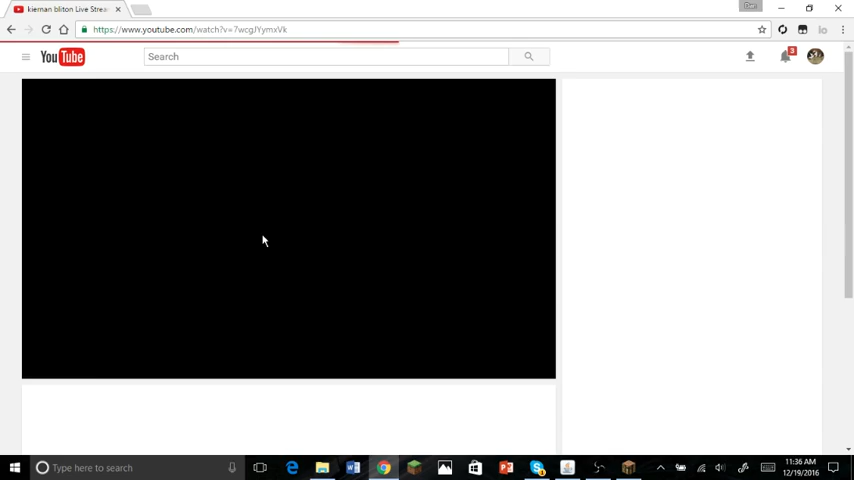 kiernan bliton Live Strea
Dan
https://www.youtube.com/watch?v=7wcgJYymxVk
YouTube
Search
3
Type here to search
11:36 AM
12/19/2016